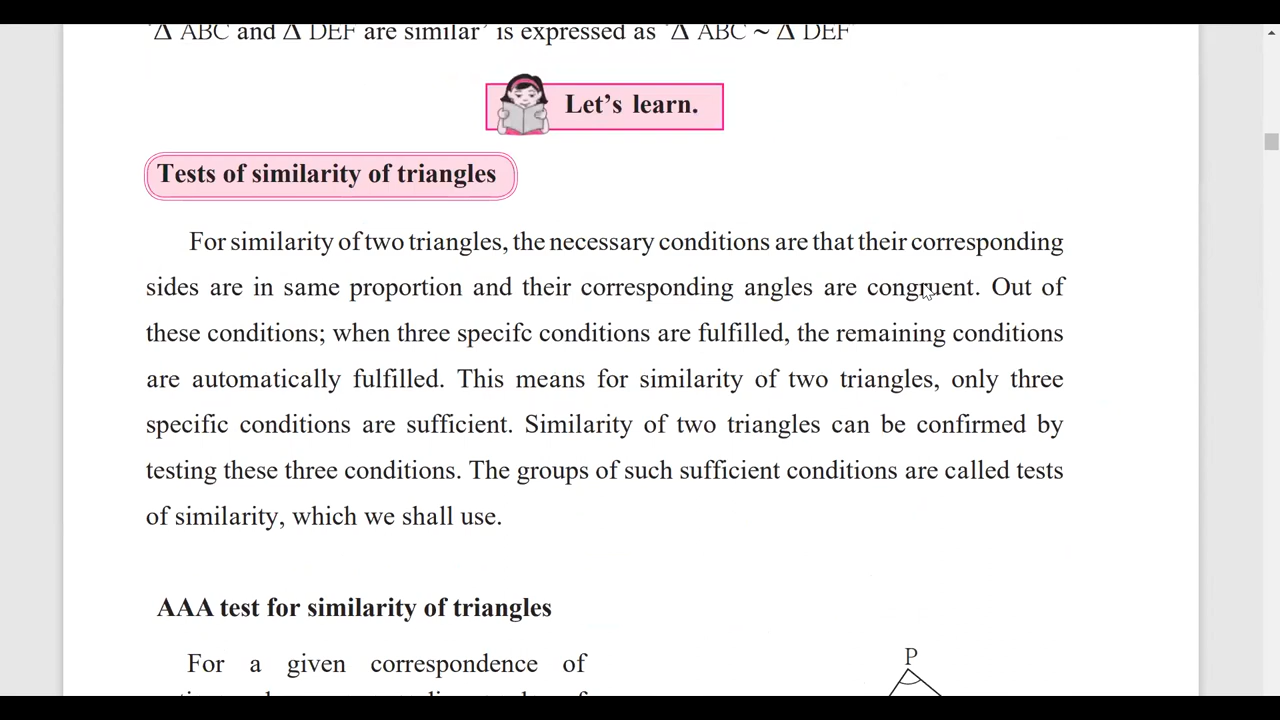 ‘Δ ABC and Δ DEF are similar’ is expressed as ‘Δ ABC ~ Δ DEF’
Let’s learn.
Tests of similarity of triangles
For similarity of two triangles, the necessary conditions are that their corresponding
sides are in same proportion and their corresponding angles are congruent. Out of
these conditions; when three specifc conditions are fulfilled, the remaining conditions
are automatically fulfilled. This means for similarity of two triangles, only three
specific conditions are sufficient. Similarity of two triangles can be confirmed by
testing these three conditions. The groups of such sufficient conditions are called tests
of similarity, which we shall use.
AAA test for similarity of triangles
For a given correspondence of
P